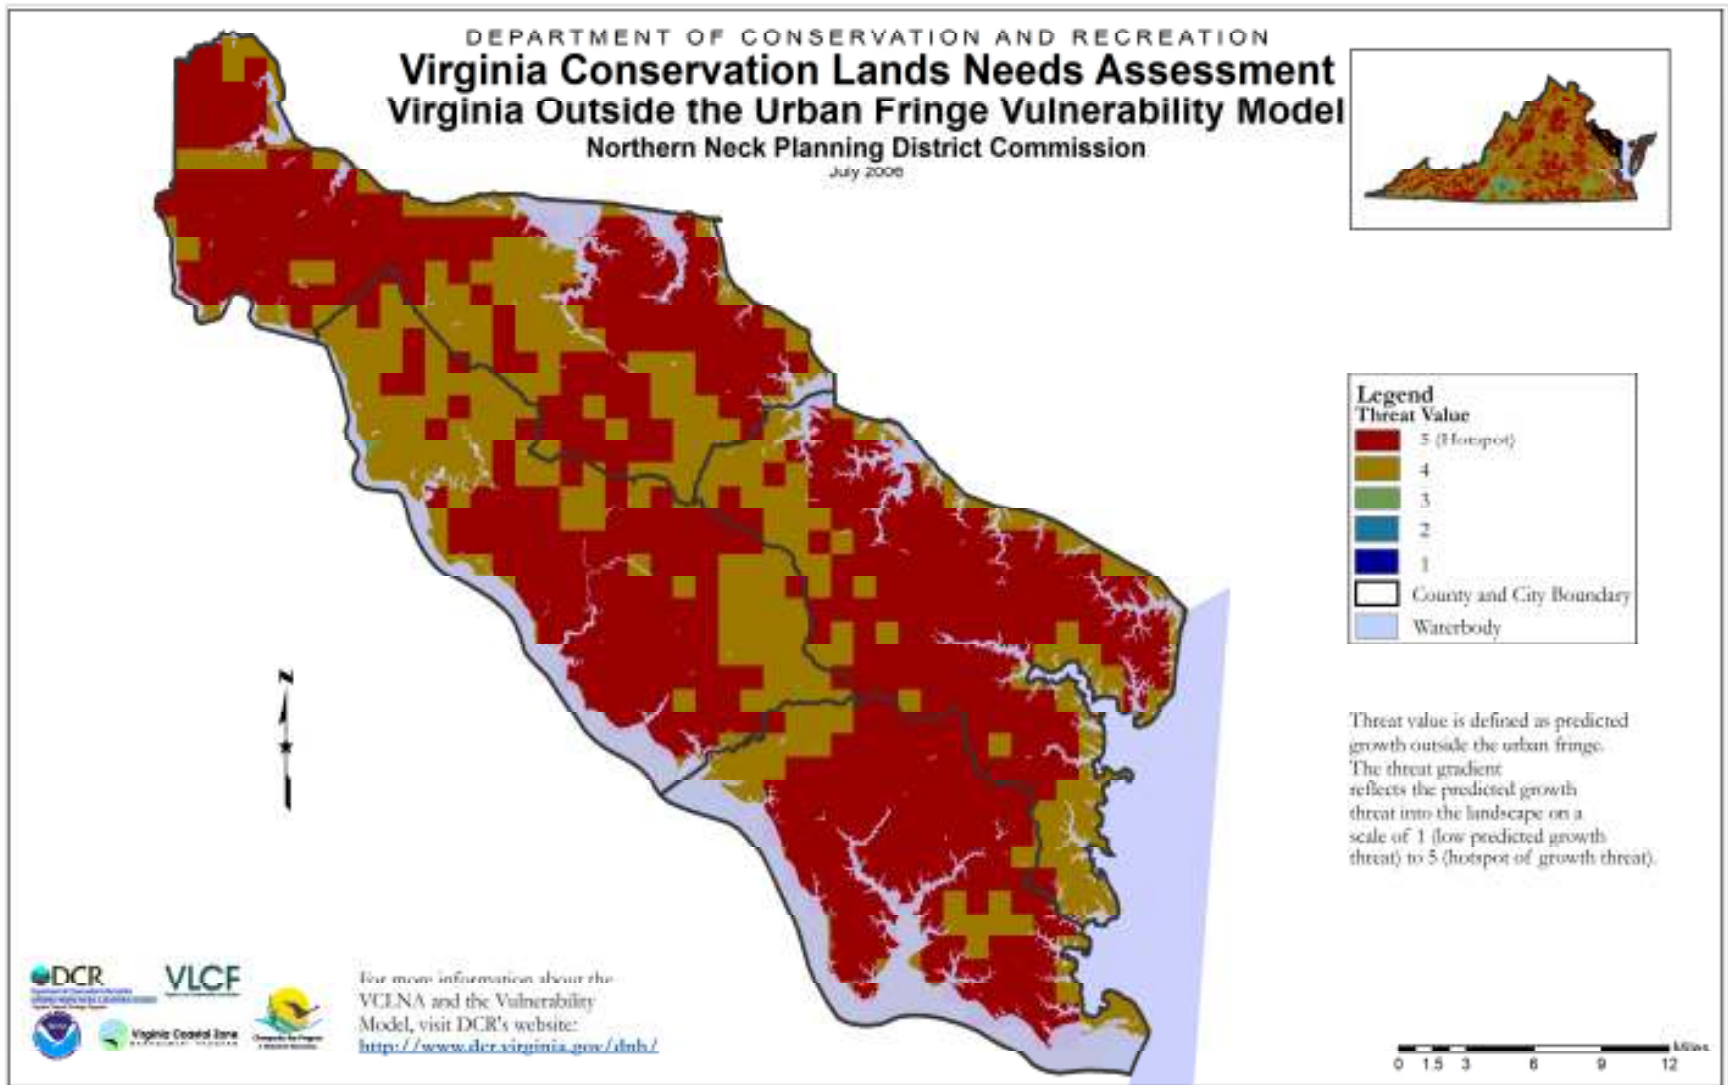 DEPARTMENT OF CONSERVATION AND RECREATION
Virginia Conservation Lands Needs Assessment
Virginia Outside the Urban Fringe Vulnerability Model
Northern Neck Planning District Commission
July 2006
Legend
Threat Value
5 (Hotspot)
4
3
2
1
County and City Boundary
Waterbody
N
Threat value is defined as predicted
growth outside the urban fringe.
The threat gradient
reflects the predicted growth
threat into the landscape on a
scale of 1 (low predicted growth
threat) to 5 (hotspot of growth threat).
DCR
VLCF
Virginia Coastal Zone
For more information about the
VCLNA and the Vulnerability
Model, visit DCR's website:
http://www.dcr.virginia.gov/dnh/
Miles
0 1.5 3 6 9 12